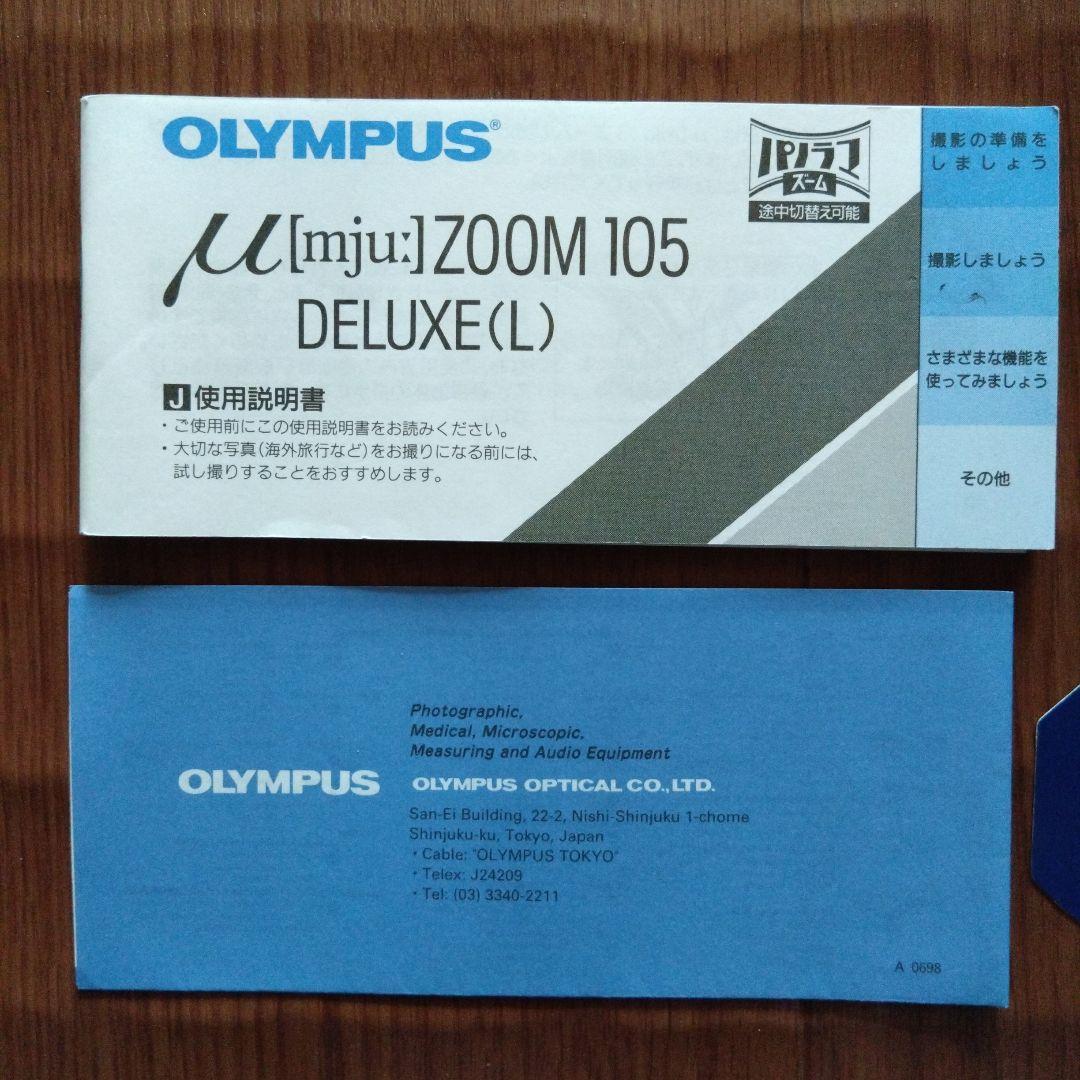 OLYMPUS®
パノラマ
ズーム
途中切替え可能
μ[mju:]ZOOM 105
DELUXE(L)
J 使用説明書
・ご使用前にこの使用説明書をお読みください。
・大切な写真(海外旅行など)をお撮りになる前には、
試し撮りすることをおすすめします。
撮影の準備を
しましょう
撮影しましょう
さまざまな機能を
使ってみましょう
その他
Photographic,
Medical, Microscopic,
Measuring and Audio Equipment
OLYMPUS
OLYMPUS OPTICAL CO.,LTD.
San-Ei Building, 22-2, Nishi-Shinjuku 1-chome
Shinjuku-ku, Tokyo, Japan
・Cable: "OLYMPUS TOKYO"
・Telex: J24209
・Tel: (03) 3340-2211
A 0698